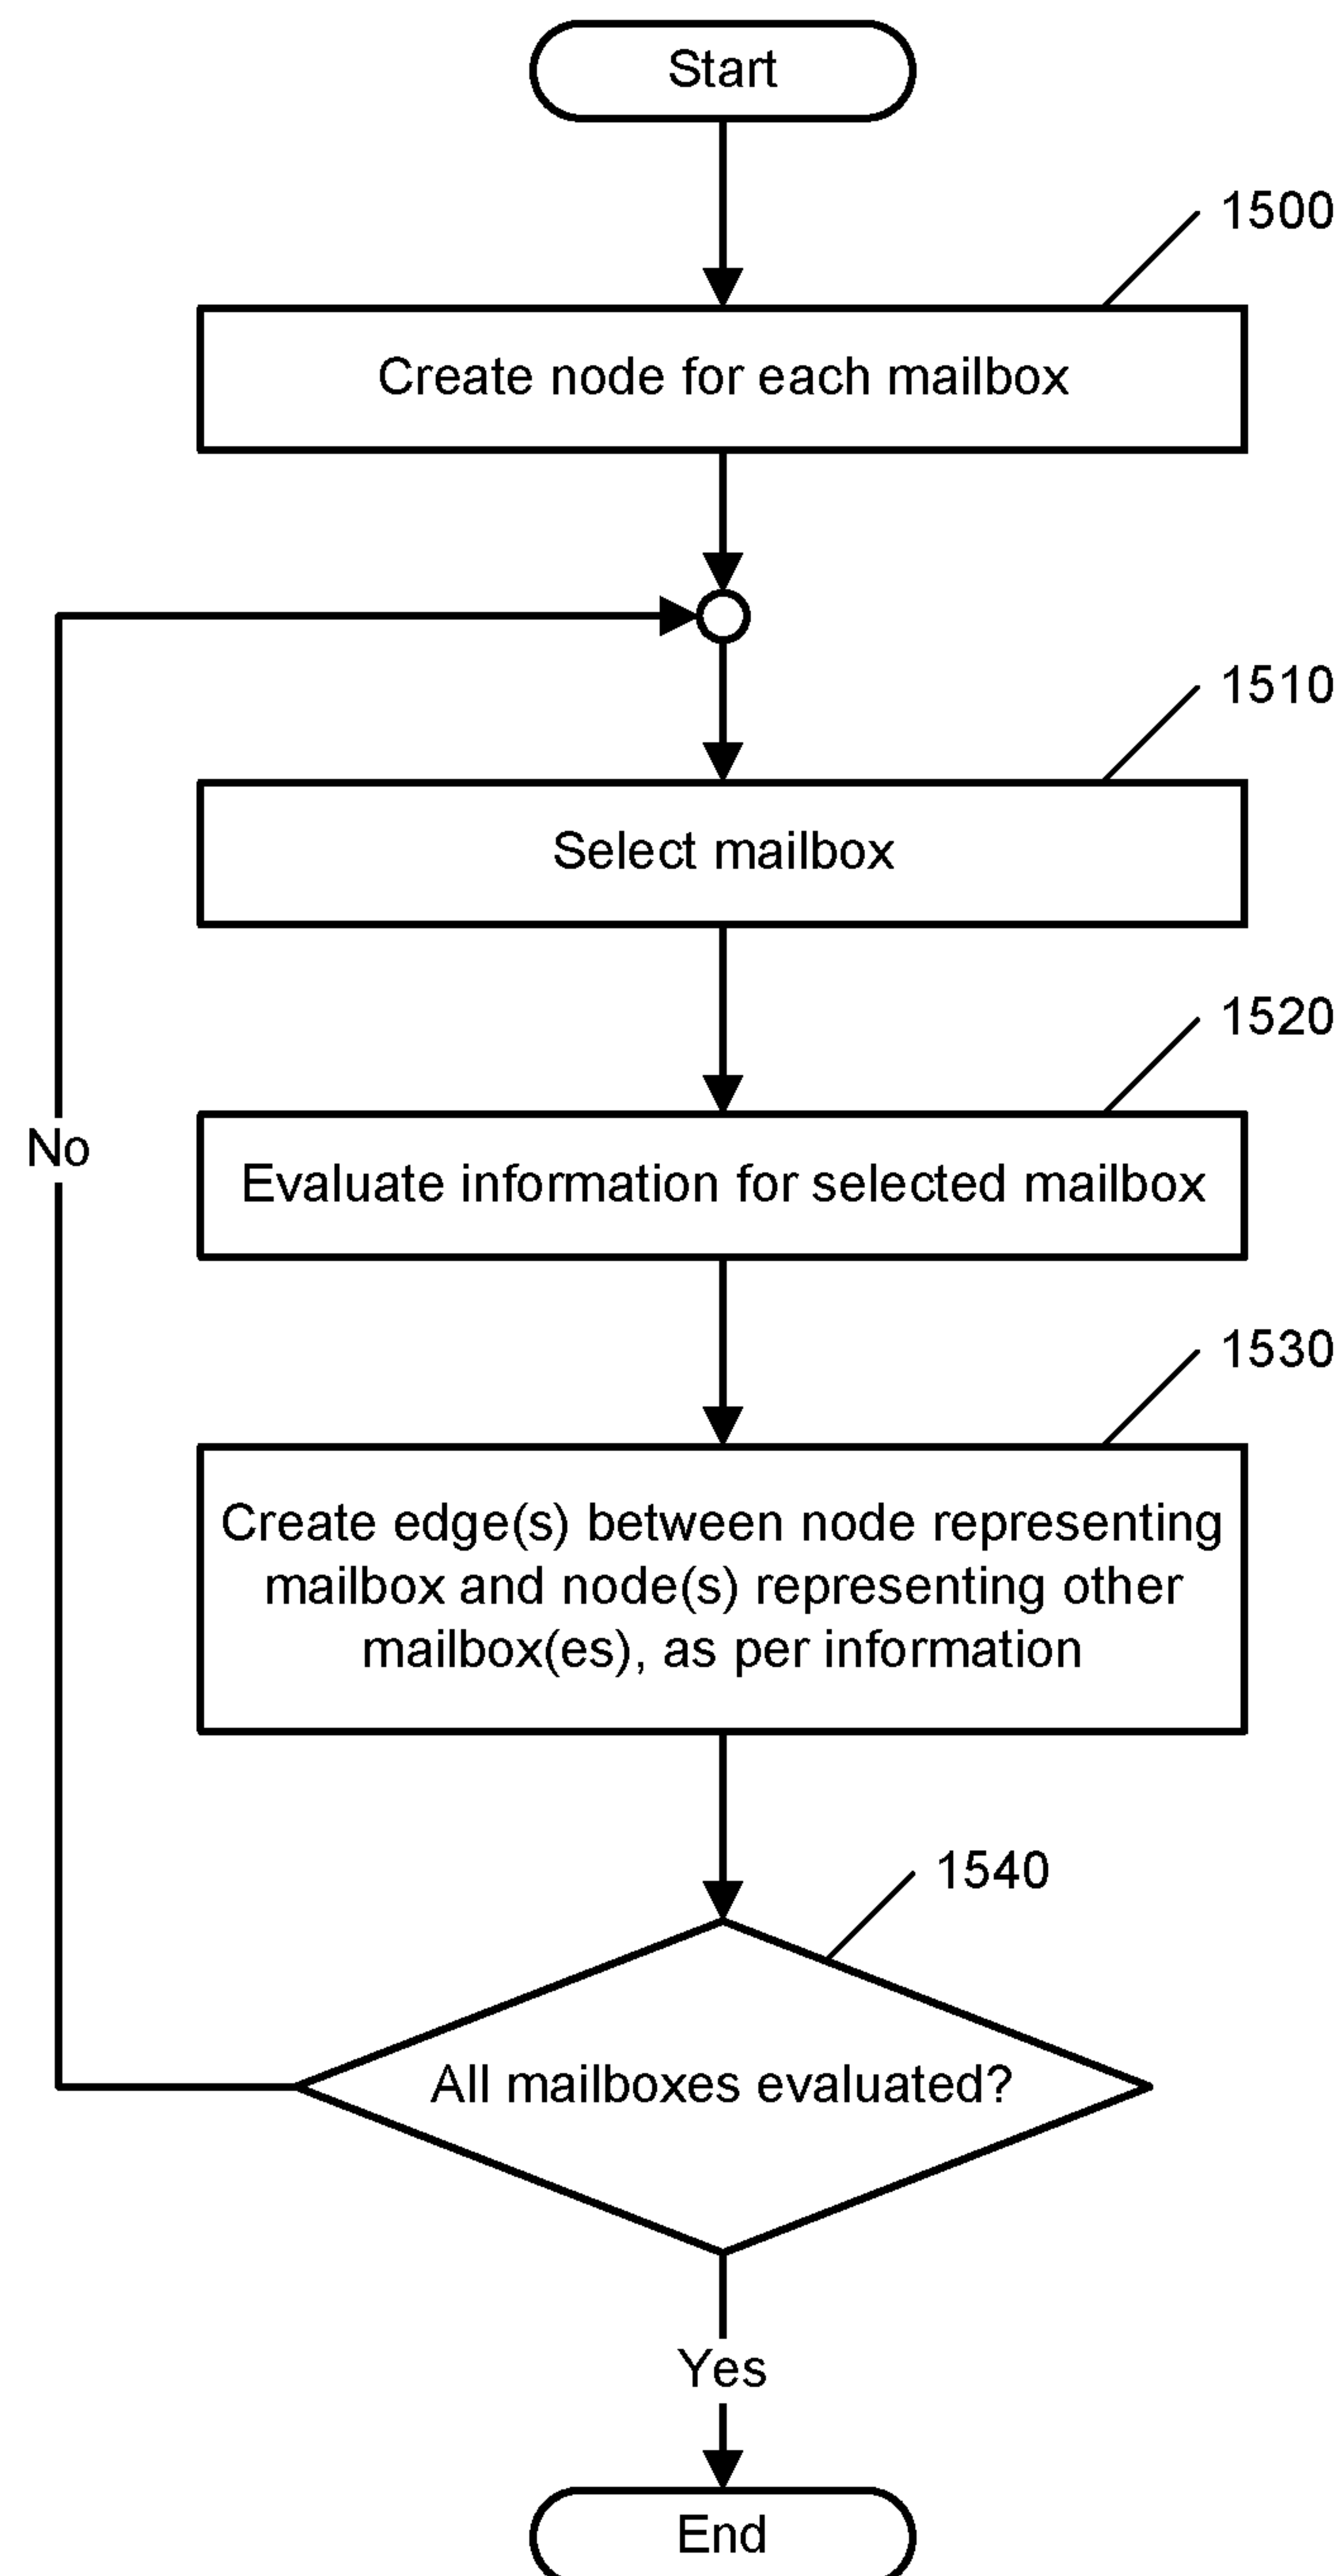 Start
1500
Create node for each mailbox
1510
Select mailbox
1520
Evaluate information for selected mailbox
No
1530
Create edge(s) between node representing
mailbox and node(s) representing other
mailbox(es), as per information
1540
All mailboxes evaluated?
Yes
End